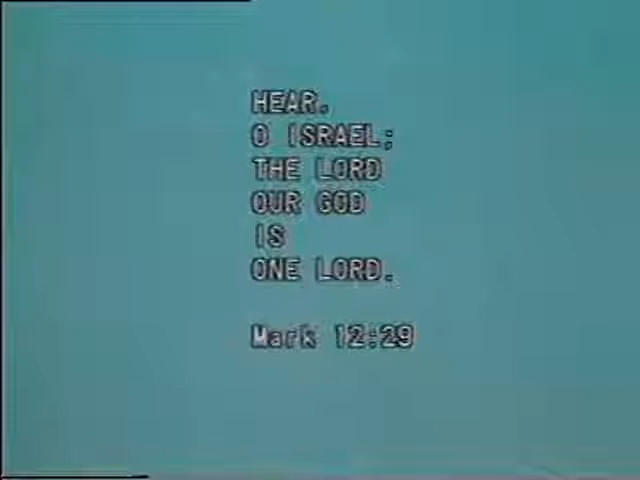 HEAR,
O ISRAEL;
THE LORD
OUR GOD
IS
ONE LORD.
Mark 12:29